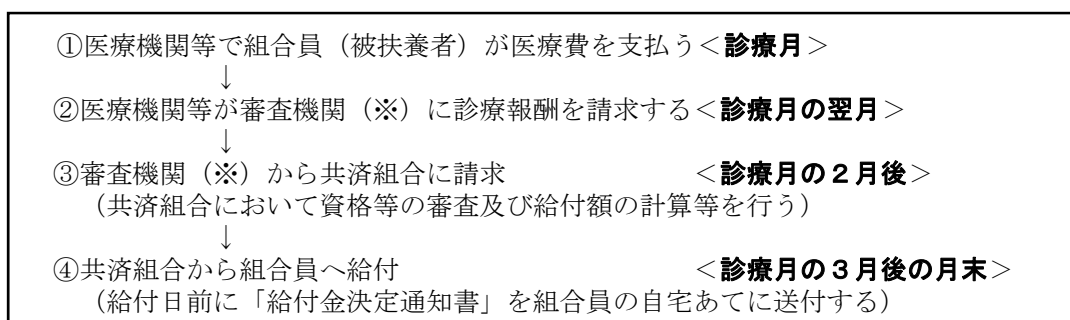 ①医療機関等で組合員（被扶養者）が医療費を支払う＜診療月＞
↓
②医療機関等が審査機関（※）に診療報酬を請求する＜診療月の翌月＞
↓
③審査機関（※）から共済組合に請求　＜診療月の２月後＞
（共済組合において資格等の審査及び給付額の計算等を行う）
↓
④共済組合から組合員へ給付　＜診療月の３月後の月末＞
（給付日前に「給付金決定通知書」を組合員の自宅あてに送付する）